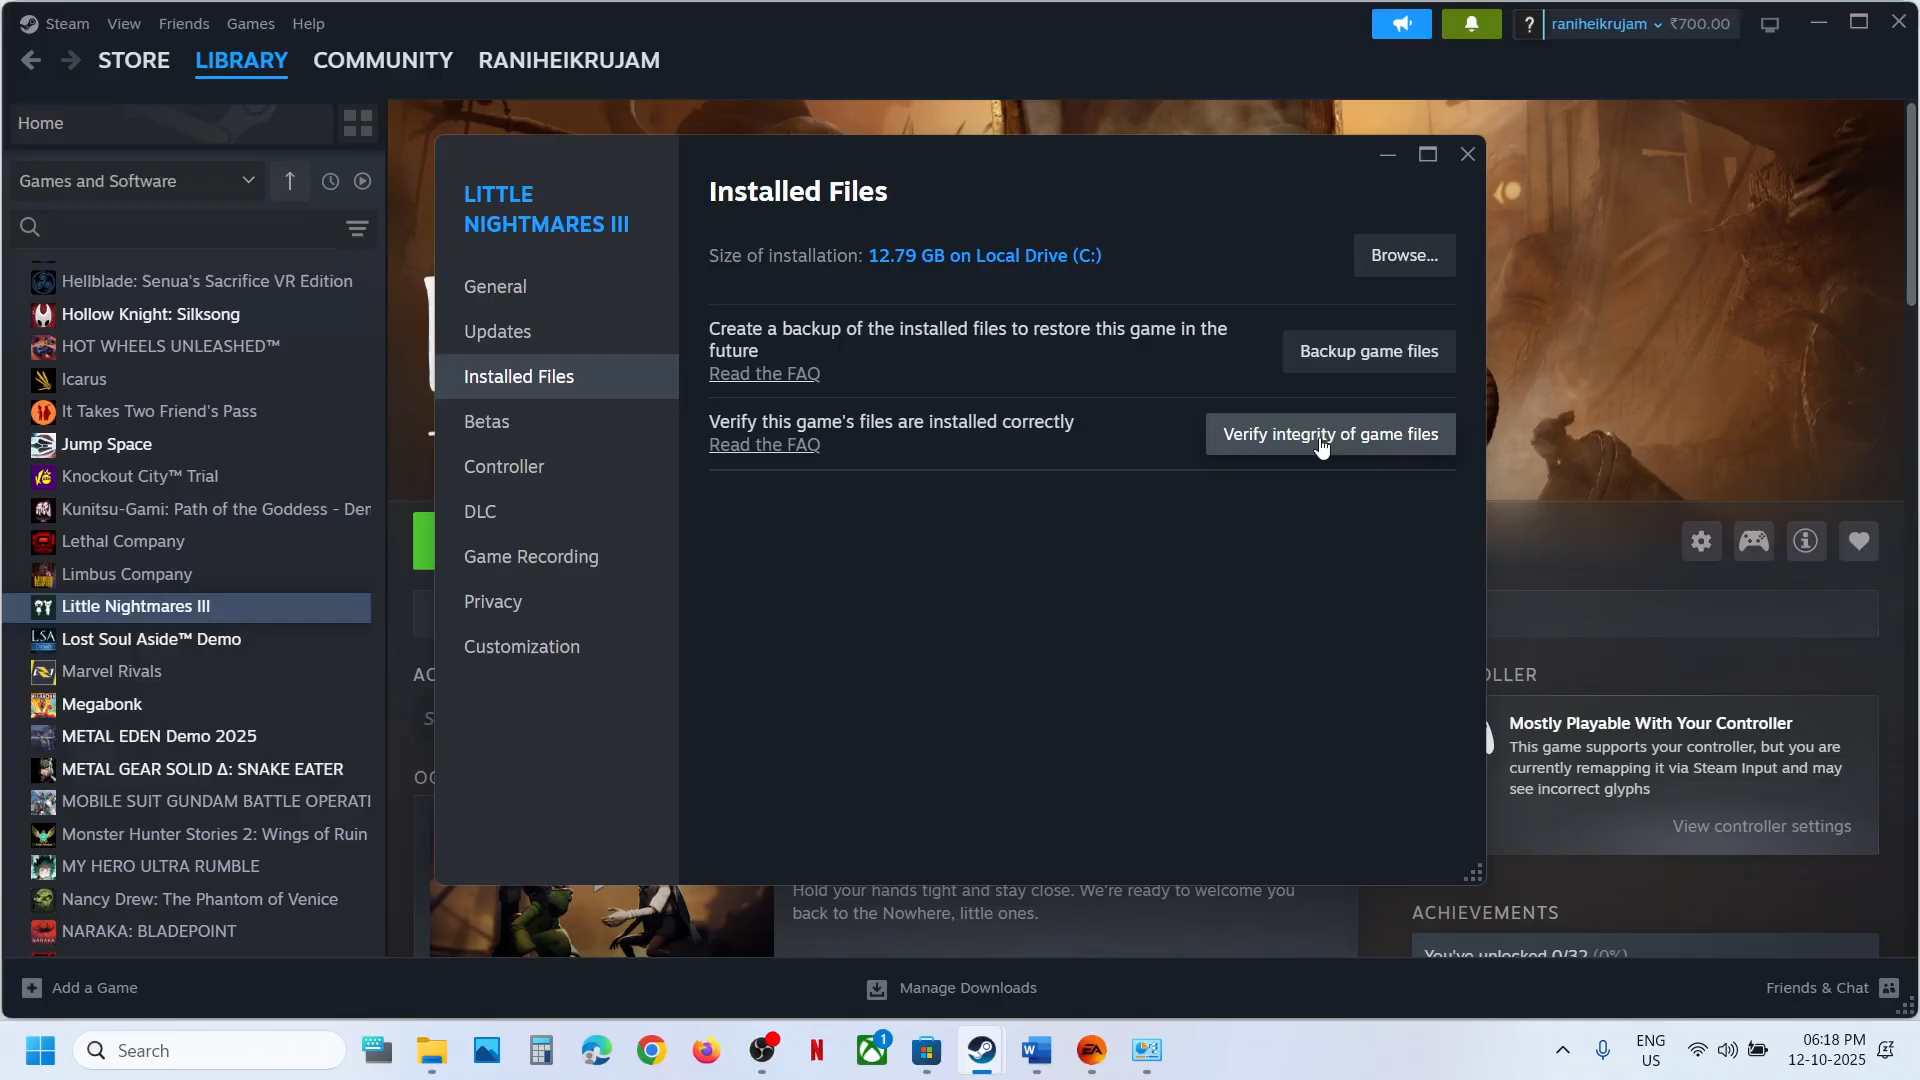 Steam View Friends Games Help
? raniheikrujam ₹700.00
STORE LIBRARY COMMUNITY RANIHEIKRUJAM
Home
Games and Software
Hellblade: Senua's Sacrifice VR Edition
Hollow Knight: Silksong
HOT WHEELS UNLEASHED™
Icarus
It Takes Two Friend's Pass
Jump Space
Knockout City™ Trial
Kunitsu-Gami: Path of the Goddess - Der
Lethal Company
Limbus Company
Little Nightmares III
LSA Lost Soul Aside™ Demo
Marvel Rivals
Megabonk
METAL EDEN Demo 2025
METAL GEAR SOLID Δ: SNAKE EATER
MOBILE SUIT GUNDAM BATTLE OPERATI
Monster Hunter Stories 2: Wings of Ruin
MY HERO ULTRA RUMBLE
Nancy Drew: The Phantom of Venice
NARAKA: BLADEPOINT
LITTLE
NIGHTMARES III
General
Updates
Installed Files
Betas
Controller
DLC
Game Recording
Privacy
Customization
Installed Files
Size of installation: 12.79 GB on Local Drive (C:)
Browse...
Create a backup of the installed files to restore this game in the
future
Read the FAQ
Backup game files
Verify this game's files are installed correctly
Read the FAQ
Verify integrity of game files
Mostly Playable With Your Controller
This game supports your controller, but you are
currently remapping it via Steam Input and may
see incorrect glyphs
View controller settings
Hold your hands tight and stay close. We're ready to welcome you
back to the Nowhere, little ones.
ACHIEVEMENTS
You've unlocked 0/32 (0%)
Add a Game
Manage Downloads
Friends & Chat
Search
1
ENG
US
06:18 PM
12-10-2025